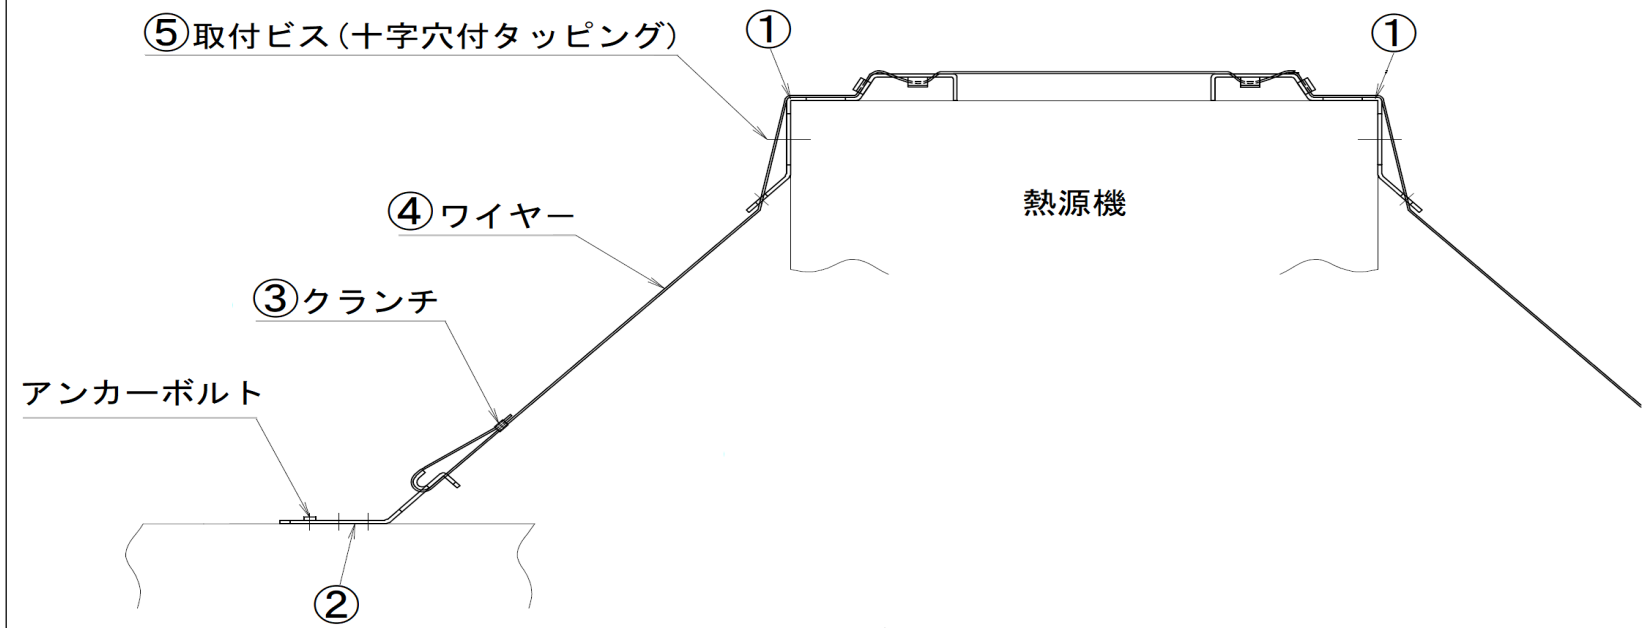 ⑤取付ビス(十字穴付タッピング)
①
①
熱源機
④ワイヤー
③クランチ
アンカーボルト
②